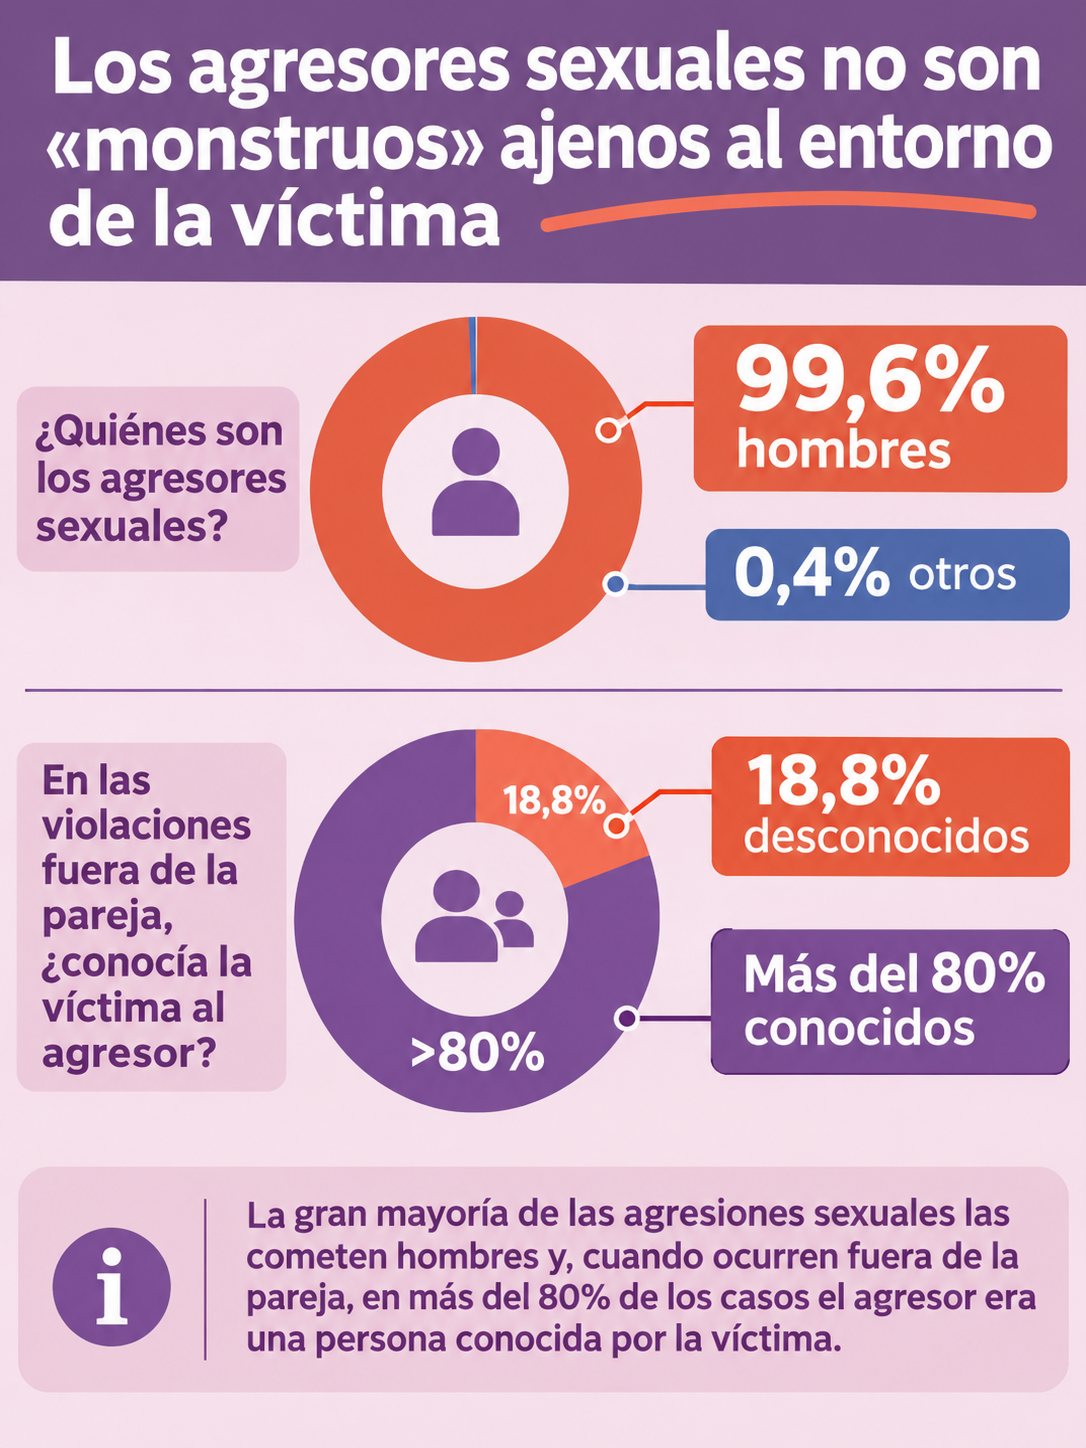 Los agresores sexuales no son
«monstruos» ajenos al entorno
de la víctima
¿Quiénes son
los agresores
sexuales?
99,6%
hombres
0,4% otros
En las
violaciones
fuera de la
pareja,
¿conocía la
víctima al
agresor?
18,8%
>80%
18,8%
desconocidos
Más del 80%
conocidos
i
La gran mayoría de las agresiones sexuales las
cometen hombres y, cuando ocurren fuera de la
pareja, en más del 80% de los casos el agresor era
una persona conocida por la víctima.